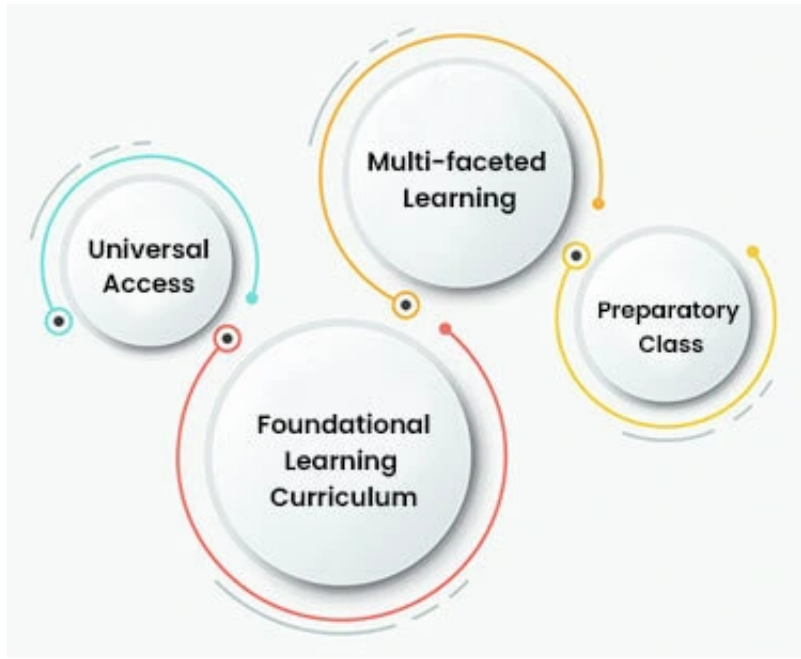 Universal
Access
Foundational
Learning
Curriculum
Multi-faceted
Learning
Preparatory
Class